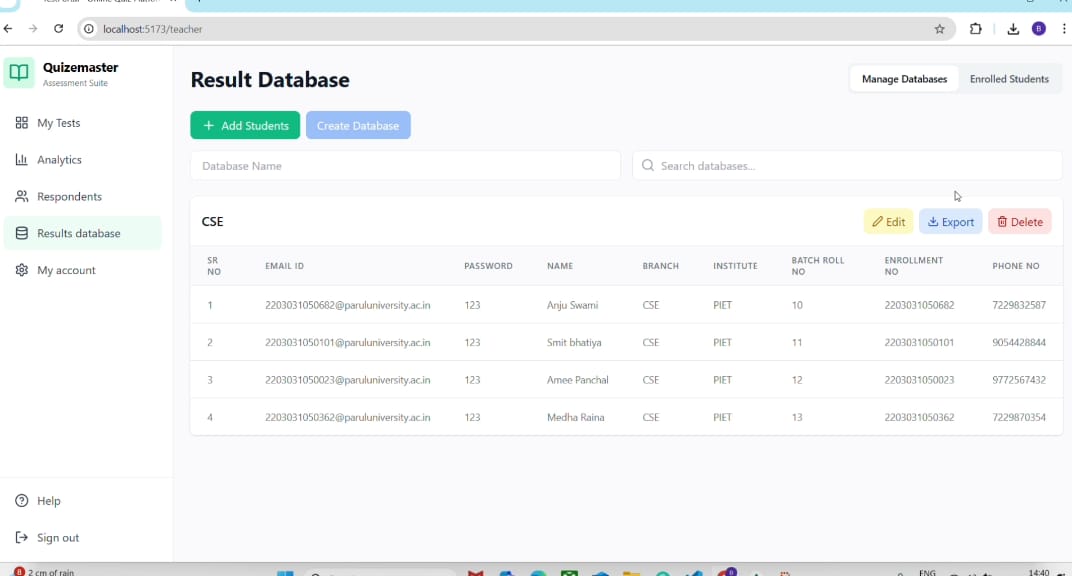 localhost:5173/teacher
B
Quizemaster
Assessment Suite
My Tests
Analytics
Respondents
Results database
My account
Help
Sign out
Result Database
Manage Databases
Enrolled Students
+ Add Students
Create Database
Database Name
Search databases...
CSE
Edit
Export
Delete
SR NO EMAIL ID PASSWORD NAME BRANCH INSTITUTE BATCH ROLL NO ENROLLMENT NO PHONE NO
1 2203031050682@paruluniversity.ac.in 123 Anju Swami CSE PIET 10 2203031050682 7229832587
2 2203031050101@paruluniversity.ac.in 123 Smit bhatiya CSE PIET 11 2203031050101 9054428844
3 2203031050023@paruluniversity.ac.in 123 Amee Panchal CSE PIET 12 2203031050023 9772567432
4 2203031050362@paruluniversity.ac.in 123 Medha Raina CSE PIET 13 2203031050362 7229870354
8
2 cm of rain
ENG
14:40